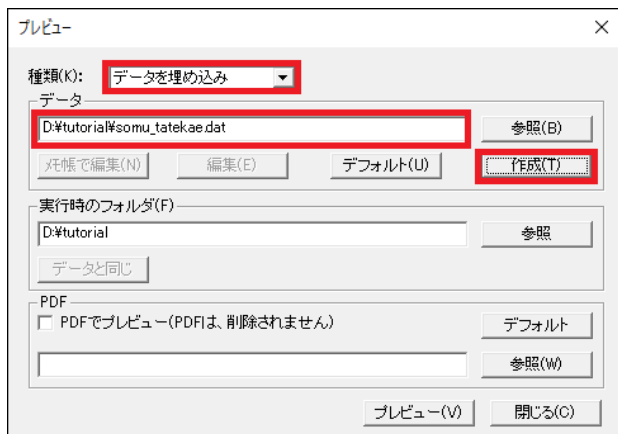 プレビュー
種類(K): データを埋め込み
データ
D:¥tutorial¥somu_tatekae.dat 参照(B)
メモ帳で編集(N) 編集(E) デフォルト(U) 作成(T)
実行時のフォルダ(F)
D:¥tutorial 参照
データと同じ
PDF
PDFでプレビュー(PDFは、削除されません) デフォルト
参照(W)
プレビュー(V) 閉じる(C)